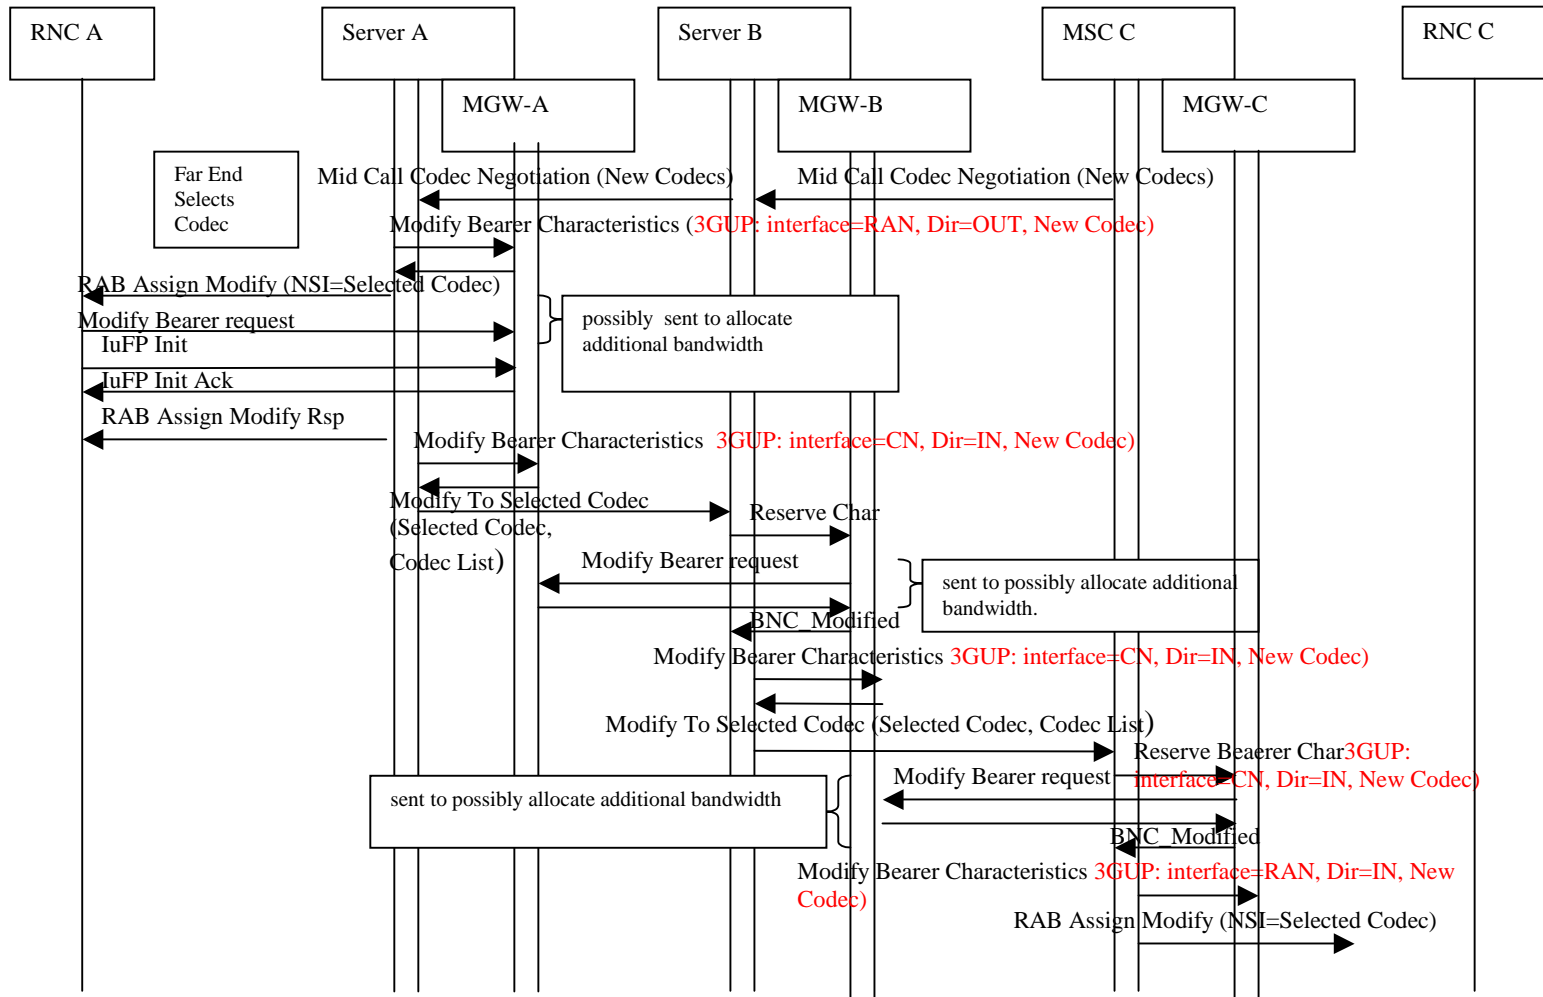 RNC A
Server A
Server B
MSC C
RNC C
MGW-A
MGW-B
MGW-C
Far End
Selects
Codec
Mid Call Codec Negotiation (New Codecs)
Mid Call Codec Negotiation (New Codecs)
Modify Bearer Characteristics (3GUP: interface=RAN, Dir=OUT, New Codec)
RAB Assign Modify (NSI=Selected Codec)
Modify Bearer request
possibly sent to allocate
additional bandwidth
IuFP Init
IuFP Init Ack
RAB Assign Modify Rsp
Modify Bearer Characteristics 3GUP: interface=CN, Dir=IN, New Codec)
Modify To Selected Codec
(Selected Codec,
Codec List)
Reserve Char
Modify Bearer request
sent to possibly allocate additional
bandwidth.
BNC_Modified
Modify Bearer Characteristics 3GUP: interface=CN, Dir=IN, New Codec)
Modify To Selected Codec (Selected Codec, Codec List)
Reserve Beaerer Char3GUP:
interface=CN, Dir=IN, New Codec)
Modify Bearer request
sent to possibly allocate additional bandwidth
BNC_Modified
Modify Bearer Characteristics 3GUP: interface=RAN, Dir=IN, New
Codec)
RAB Assign Modify (NSI=Selected Codec)